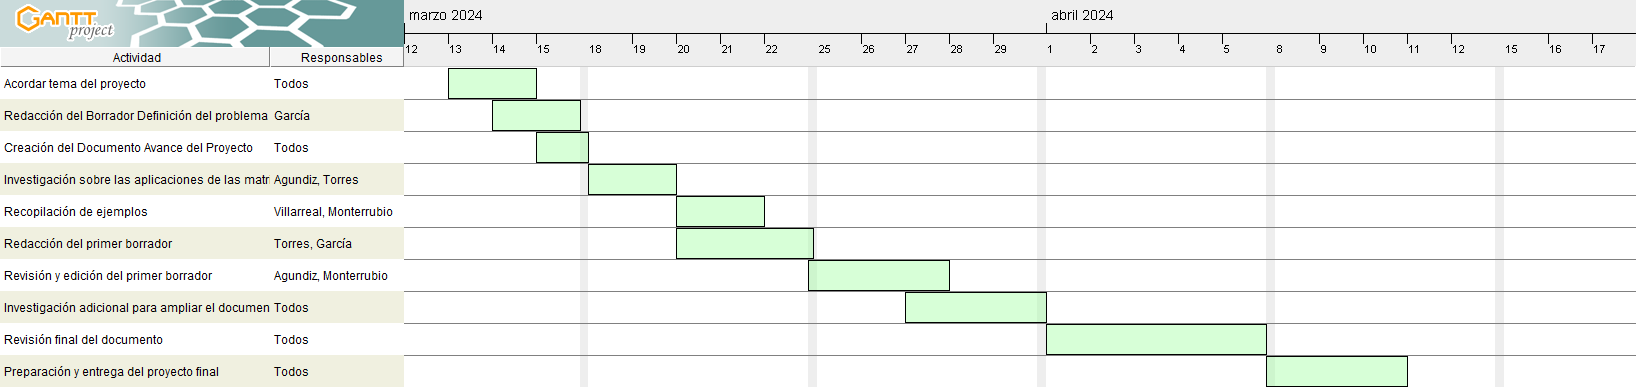 GANTT
project
marzo 2024
abril 2024
12 13 14 15 18 19 20 21 22 25 26 27 28 29 1 2 3 4 5 8 9 10 11 12 15 16 17
Actividad Responsables
Acordar tema del proyecto Todos
Redacción del Borrador Definición del problema García
Creación del Documento Avance del Proyecto Todos
Investigación sobre las aplicaciones de las matr Agundiz, Torres
Recopilación de ejemplos Villarreal, Monterrubio
Redacción del primer borrador Torres, García
Revisión y edición del primer borrador Agundiz, Monterrubio
Investigación adicional para ampliar el documen Todos
Revisión final del documento Todos
Preparación y entrega del proyecto final Todos